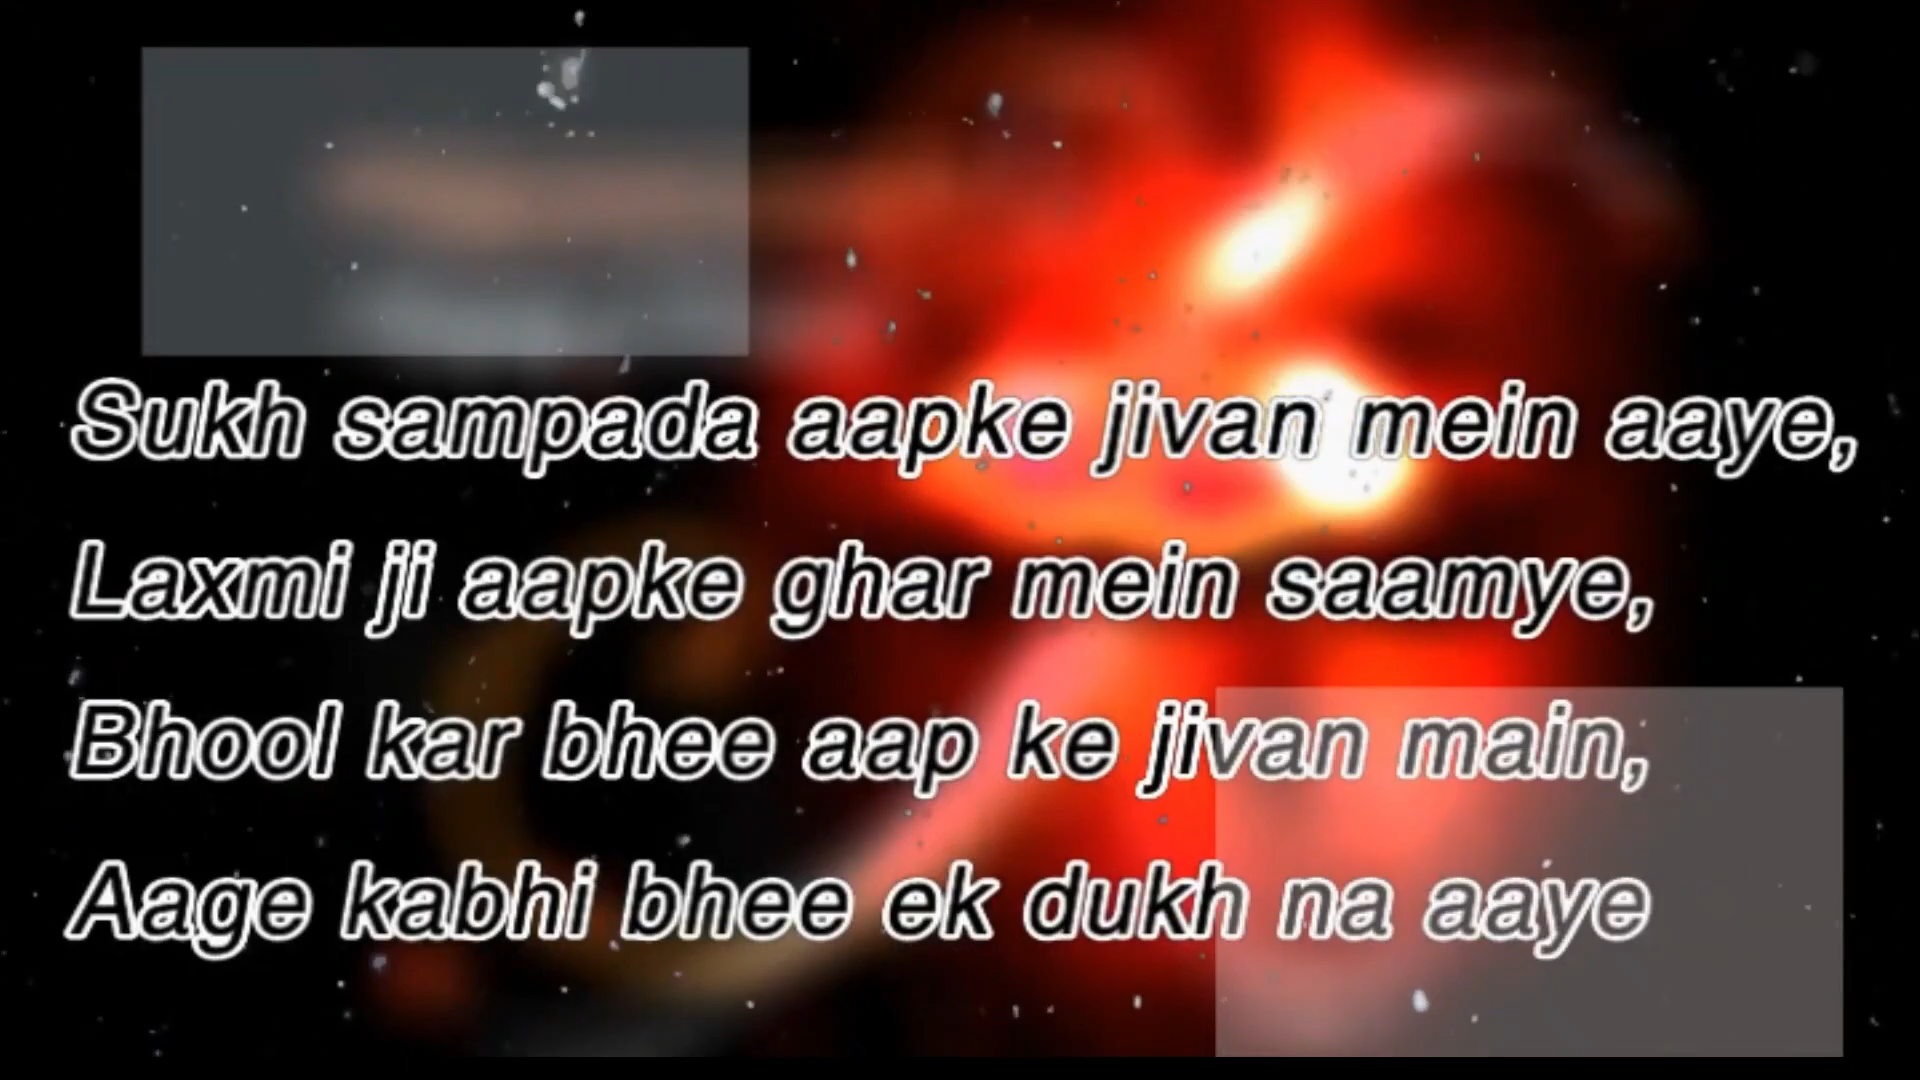 Sukh sampada aapke jivan mein aaye,
Laxmi ji aapke ghar mein saamye,
Bhool kar bhee aap ke jivan main,
Aage kabhi bhee ek dukh na aaye